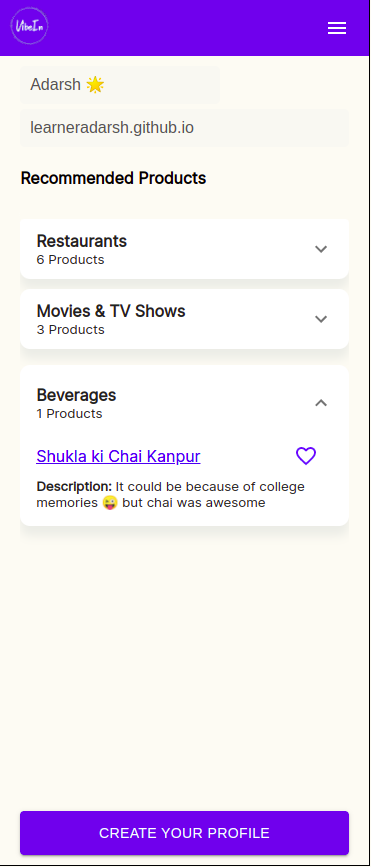 VibeIn
Adarsh 🌟
learneradarsh.github.io
Recommended Products
Restaurants
6 Products
Movies & TV Shows
3 Products
Beverages
1 Products
Shukla ki Chai Kanpur
Description: It could be because of college
memories 😜 but chai was awesome
CREATE YOUR PROFILE